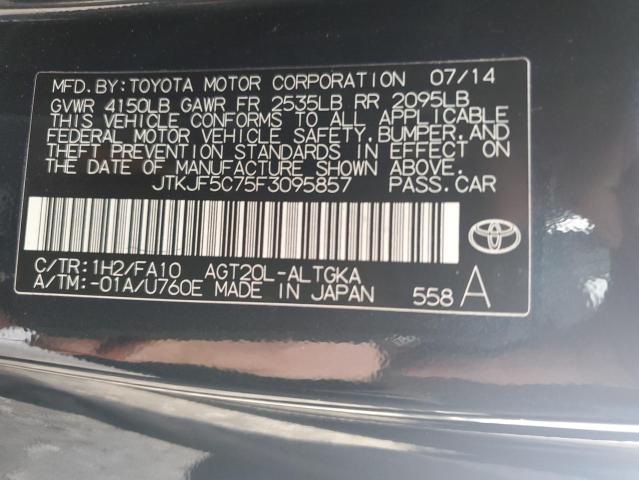 MFD.BY:TOYOTA MOTOR CORPORATION 07/14
GVWR 4150LB GAWR FR 2535LB RR 2095LB
THIS VEHICLE CONFORMS TO ALL APPLICABLE
FEDERAL MOTOR VEHICLE SAFETY,BUMPER,AND
THEFT PREVENTION STANDARDS IN EFFECT ON
THE DATE OF MANUFACTURE SHOWN ABOVE.
JTKJF5C75F3095857 PASS.CAR
C/TR:1H2/FA10 AGT20L-ALTGKA
A/TM:-01A/U760E MADE IN JAPAN 558A